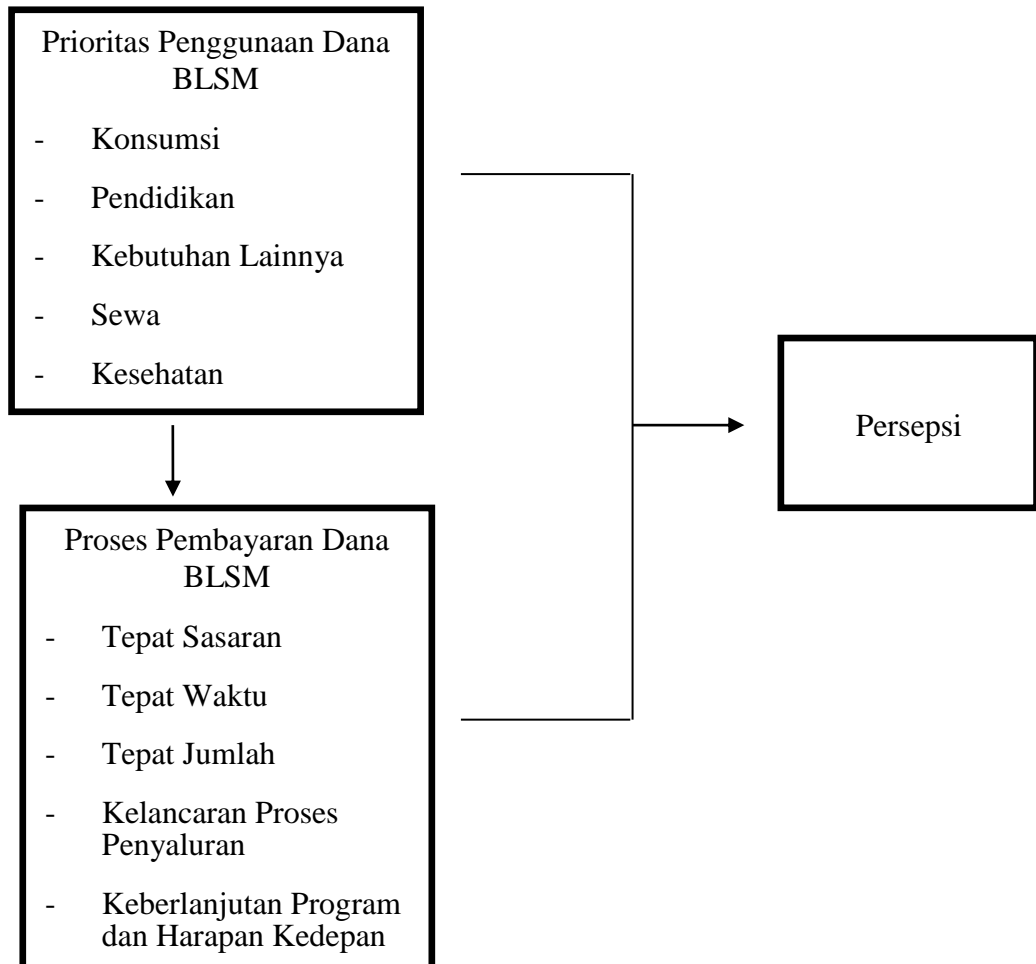 Prioritas Penggunaan Dana
BLSM
- Konsumsi
- Pendidikan
- Kebutuhan Lainnya
- Sewa
- Kesehatan
Proses Pembayaran Dana
BLSM
- Tepat Sasaran
- Tepat Waktu
- Tepat Jumlah
- Kelancaran Proses
Penyaluran
- Keberlanjutan Program
dan Harapan Kedepan
Persepsi